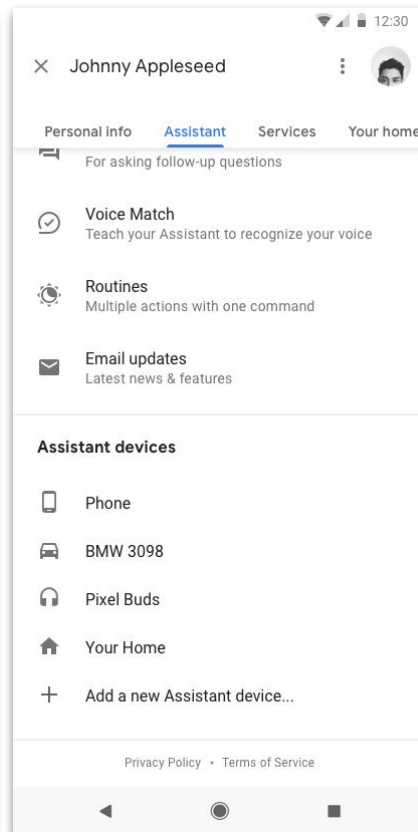 12:30
Johnny Appleseed
Personal info Assistant Services Your home
For asking follow-up questions
Voice Match
Teach your Assistant to recognize your voice
Routines
Multiple actions with one command
Email updates
Latest news & features
Assistant devices
Phone
BMW 3098
Pixel Buds
Your Home
Add a new Assistant device...
Privacy Policy • Terms of Service